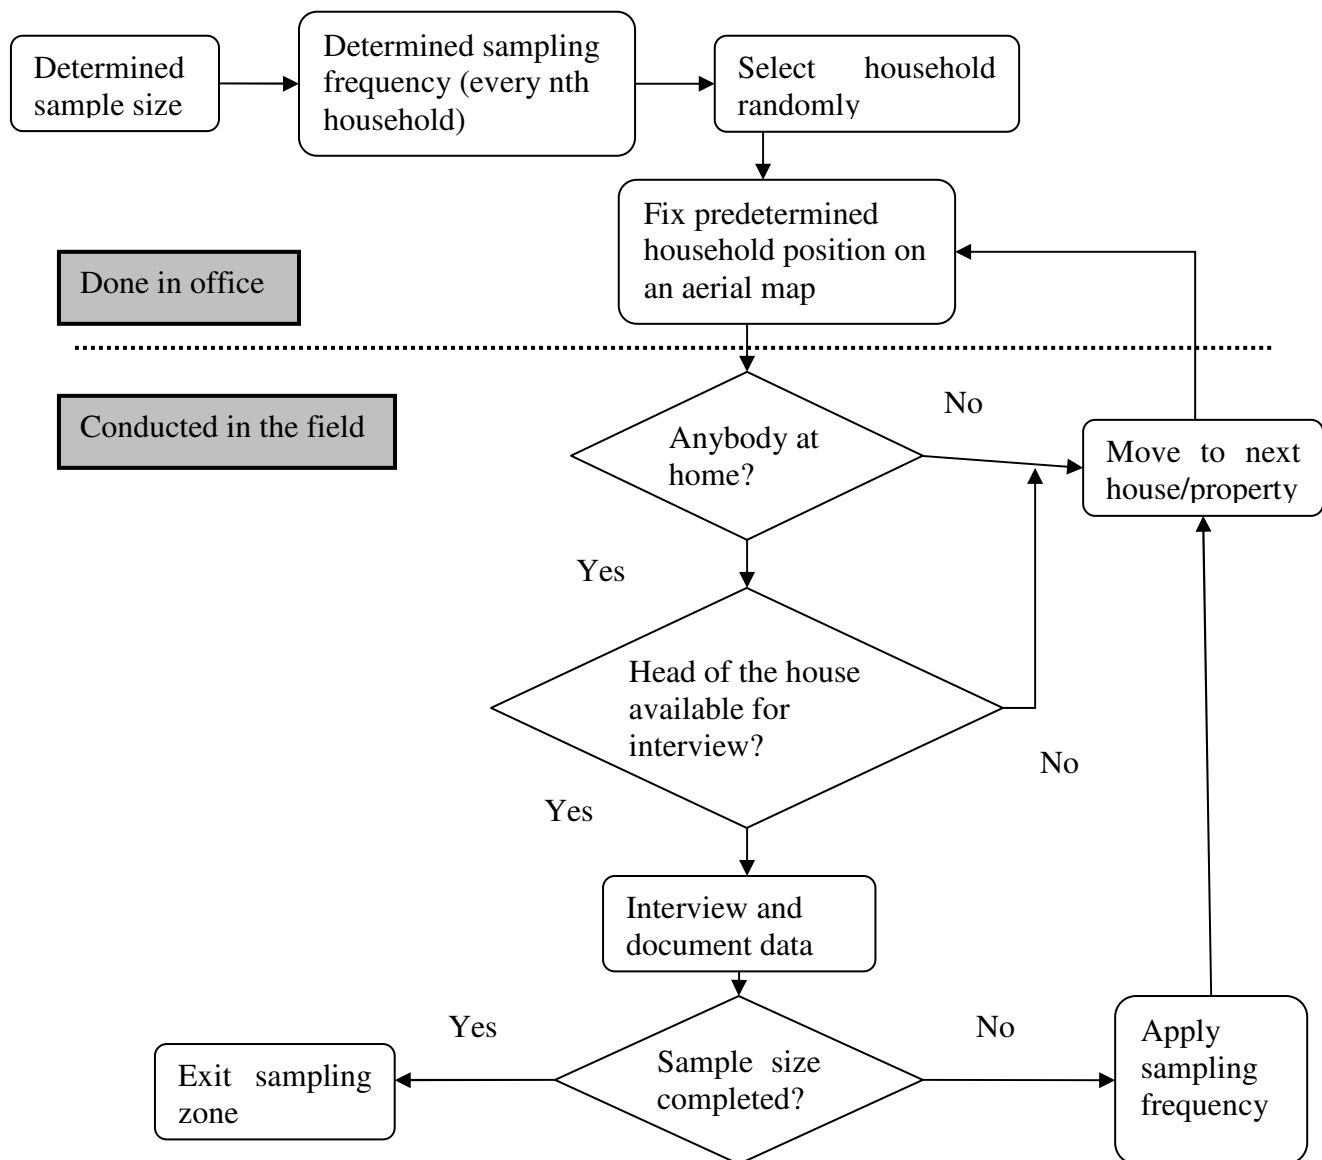 Determined
sample size
Determined sampling
frequency (every nth
household)
Select household
randomly
Fix predetermined
household position on
an aerial map
Done in office
Conducted in the field
Anybody at
home?
No
Move to next
house/property
Yes
Head of the house
available for
interview?
No
Yes
Interview and
document data
Yes
Sample size
completed?
No
Exit sampling
zone
Apply
sampling
frequency